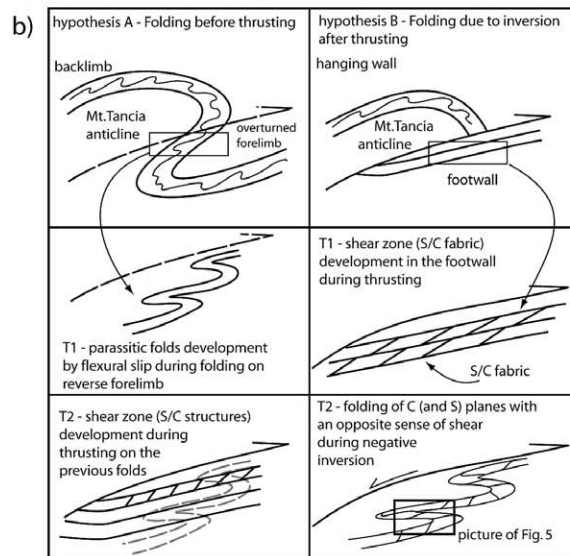 b)
hypothesis A - Folding before thrusting
backlimb
Mt.Tancia
anticline
overturned
forelimb
hypothesis B - Folding due to inversion
after thrusting
hanging wall
Mt.Tancia
anticline
footwall
T1 - parassitic folds development
by flexural slip during folding on
reverse forelimb
T1 - shear zone (S/C fabric)
development in the footwall
during thrusting
S/C fabric
T2 - shear zone (S/C structures)
development during
thrusting on the
previous folds
T2 - folding of C (and S) planes with
an opposite sense of shear
during negative
inversion
picture of Fig. 5